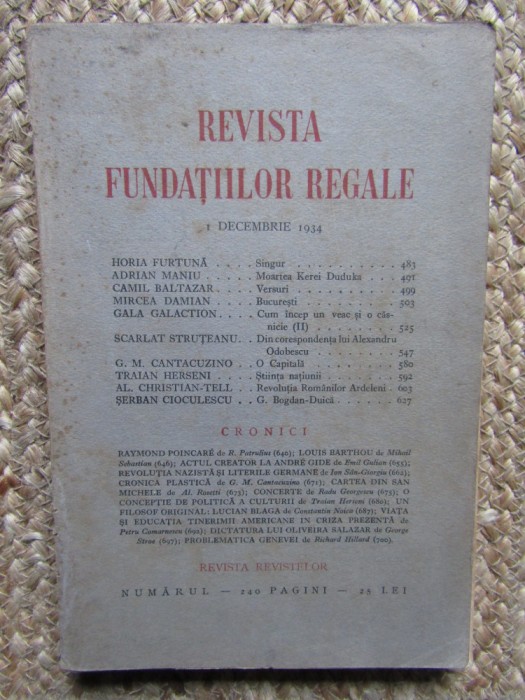 REVISTA
FUNDAȚIILOR REGALE
1 DECEMBRIE 1934
HORIA FURTUNĂ . . . . Singur . . . . . . . . . . . 483
ADRIAN MANIU . . . . . Moartea Kerei Duduka . . . 491
CAMIL BALTAZAR . . . . Versuri . . . . . . . . . . . 499
MIRCEA DAMIAN . . . . București . . . . . . . . . . 503
GALA GALACTION . . . . Cum încep un veac și o căs-
nicie (II) . . . . . . . . 525
SCARLAT STRUȚEANU . . Din corespondența lui Alexandru
Odobescu . . . . . . . . 547
G. M. CANTACUZINO . . O Capitală . . . . . . . . . 580
TRAIAN HERSENI . . . . Știința națiunii . . . . . . . 592
AL. CHRISTIAN-TELL . . Revoluția Românilor Ardeleni . 603
ȘERBAN CIOCULESCU . . G. Bogdan-Duică . . . . . . 627
CRONICI
RAYMOND POINCARÉ de R. Patrulius (640); LOUIS BARTHOU de Mihail
Sebastian (646); ACTUL CREATOR LA ANDRÉ GIDE de Emil Gulian (655);
REVOLUȚIA NAZISTĂ ȘI LITERILE GERMANE de Ion Sân-Giorgiu (662);
CRONICA PLASTICĂ de G. M. Cantacuzino (671); CARTEA DIN SAN
MICHELE de Al. Rosetti (673); CONCERTE de Radu Georgescu (675); O
CONCEPȚIE DE POLITICĂ A CULTURII de Traian Herseni (680); UN
FILOSOF ORIGINAL: LUCIAN BLAGA de Constantin Noica (687); VIAȚA
ȘI EDUCAȚIA TINERIMII AMERICANE IN CRIZA PREZENTĂ de
Petru Comarnescu (692); DICTATURA LUI OLIVEIRA SALAZAR de George
Stroe (697); PROBLEMATICA GENEVEI de Richard Hillard (700).
REVISTA REVISTELOR
NUMĂRUL — 240 PAGINI — 25 LEI